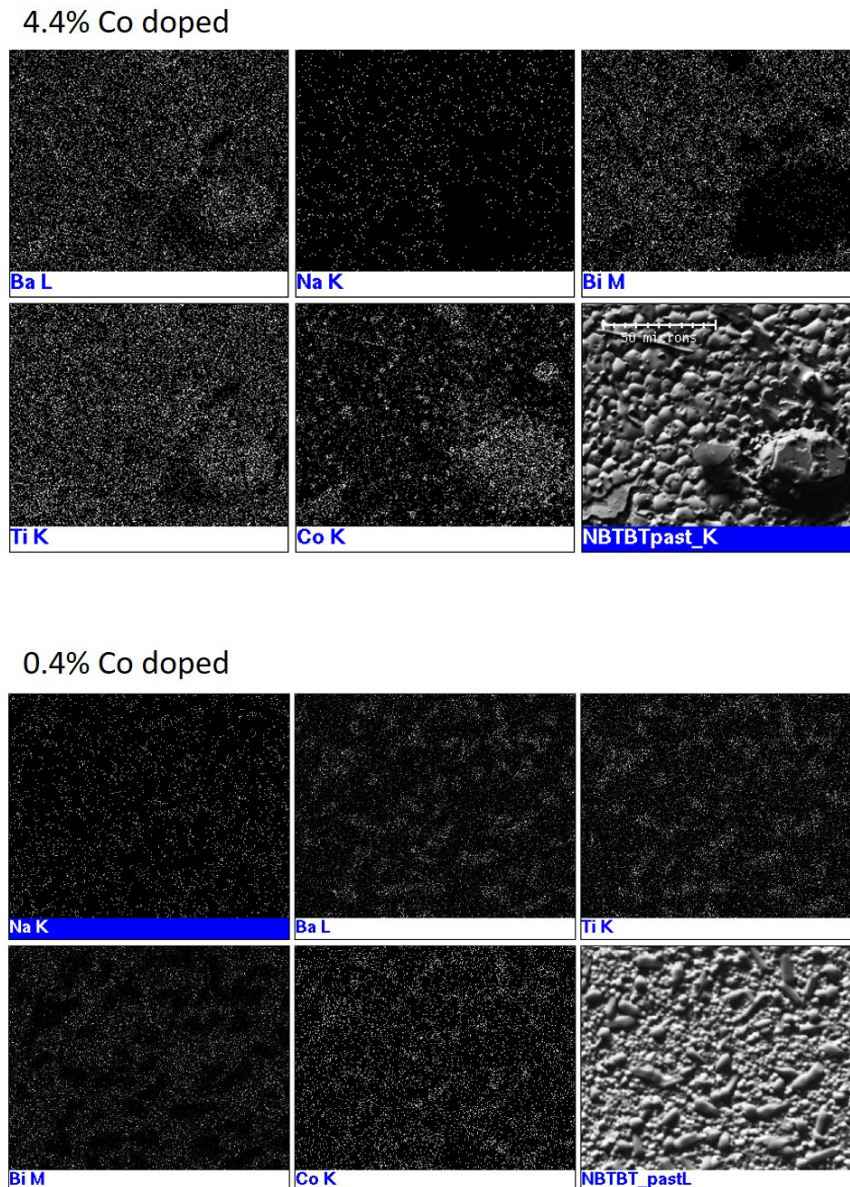 4.4% Co doped
Ba L
Na K
Bi M
50 microns
Ti K
Co K
NBTBTpast_K
0.4% Co doped
Na K
Ba L
Ti K
Bi M
Co K
NBTBT_pastL